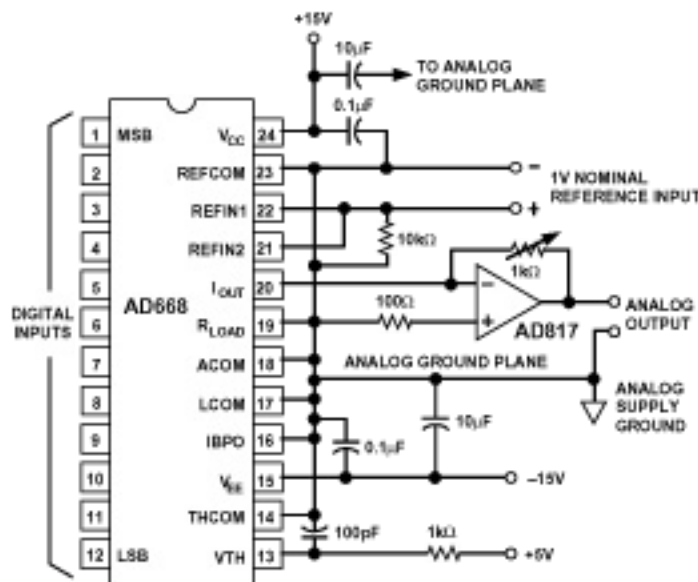 +15V
10µF
TO ANALOG
GROUND PLANE
0.1µF
1 MSB
VCC 24
2
REFCOM 23
–
1V NOMINAL
REFERENCE INPUT
3
REFIN1 22
+
4
REFIN2 21
10kΩ
5
IOUT 20
1kΩ
DIGITAL
INPUTS
AD668
6
RLOAD 19
100Ω
–
+
AD817
ANALOG
OUTPUT
7
ACOM 18
ANALOG GROUND PLANE
8
LCOM 17
10µF
ANALOG
SUPPLY
GROUND
9
IBPO 16
0.1µF
10
VEE 15
–15V
11
THCOM 14
100pF
1kΩ
12 LSB
VTH 13
+5V